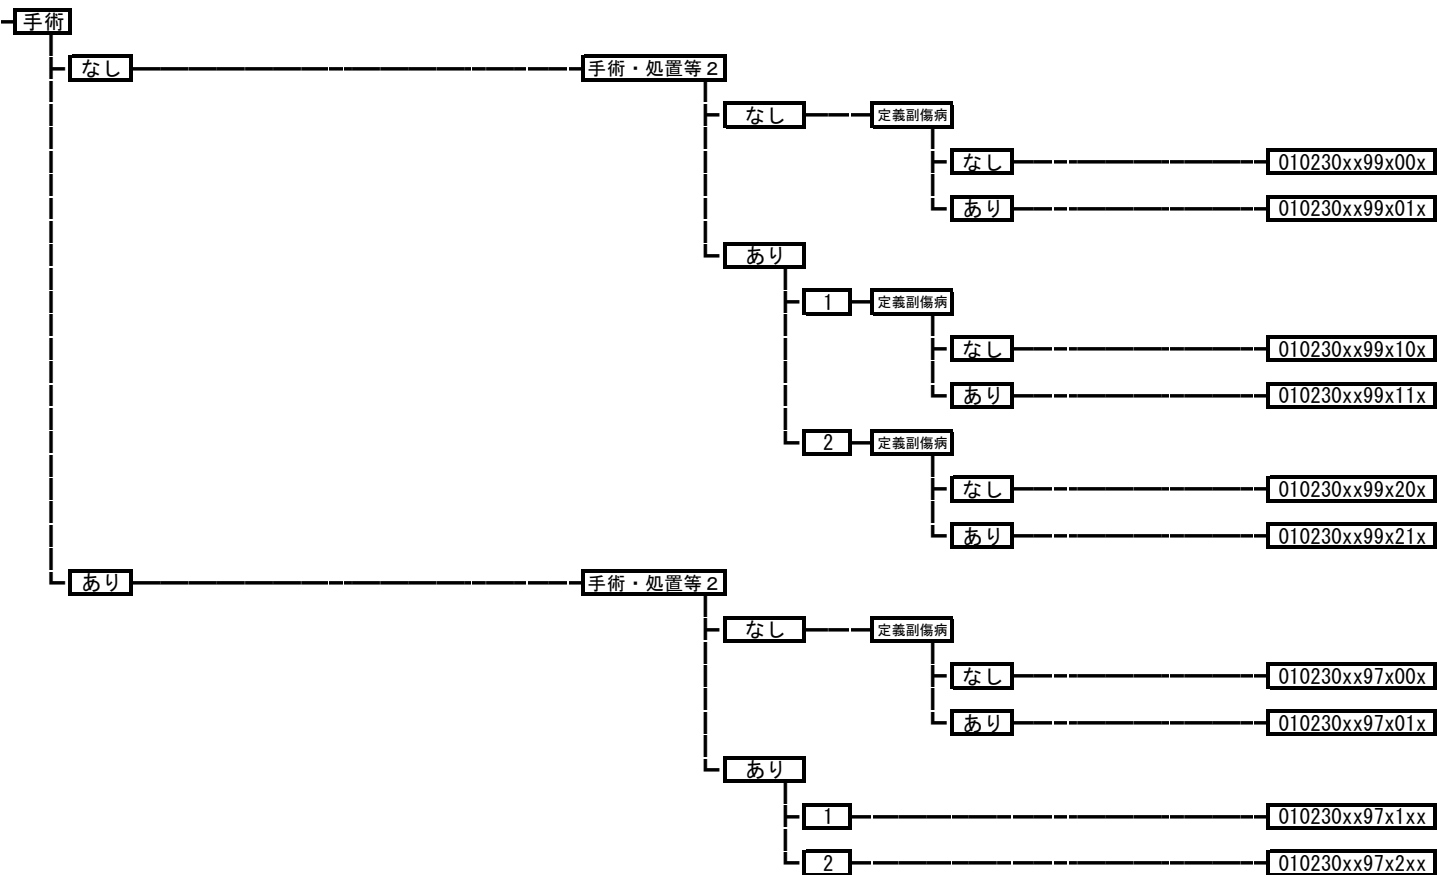 手術
なし 手術・処置等２
なし 定義副傷病
なし 010230xx99x00x
あり 010230xx99x01x
あり
1 定義副傷病
なし 010230xx99x10x
あり 010230xx99x11x
2 定義副傷病
なし 010230xx99x20x
あり 010230xx99x21x
あり 手術・処置等２
なし 定義副傷病
なし 010230xx97x00x
あり 010230xx97x01x
あり
1 010230xx97x1xx
2 010230xx97x2xx